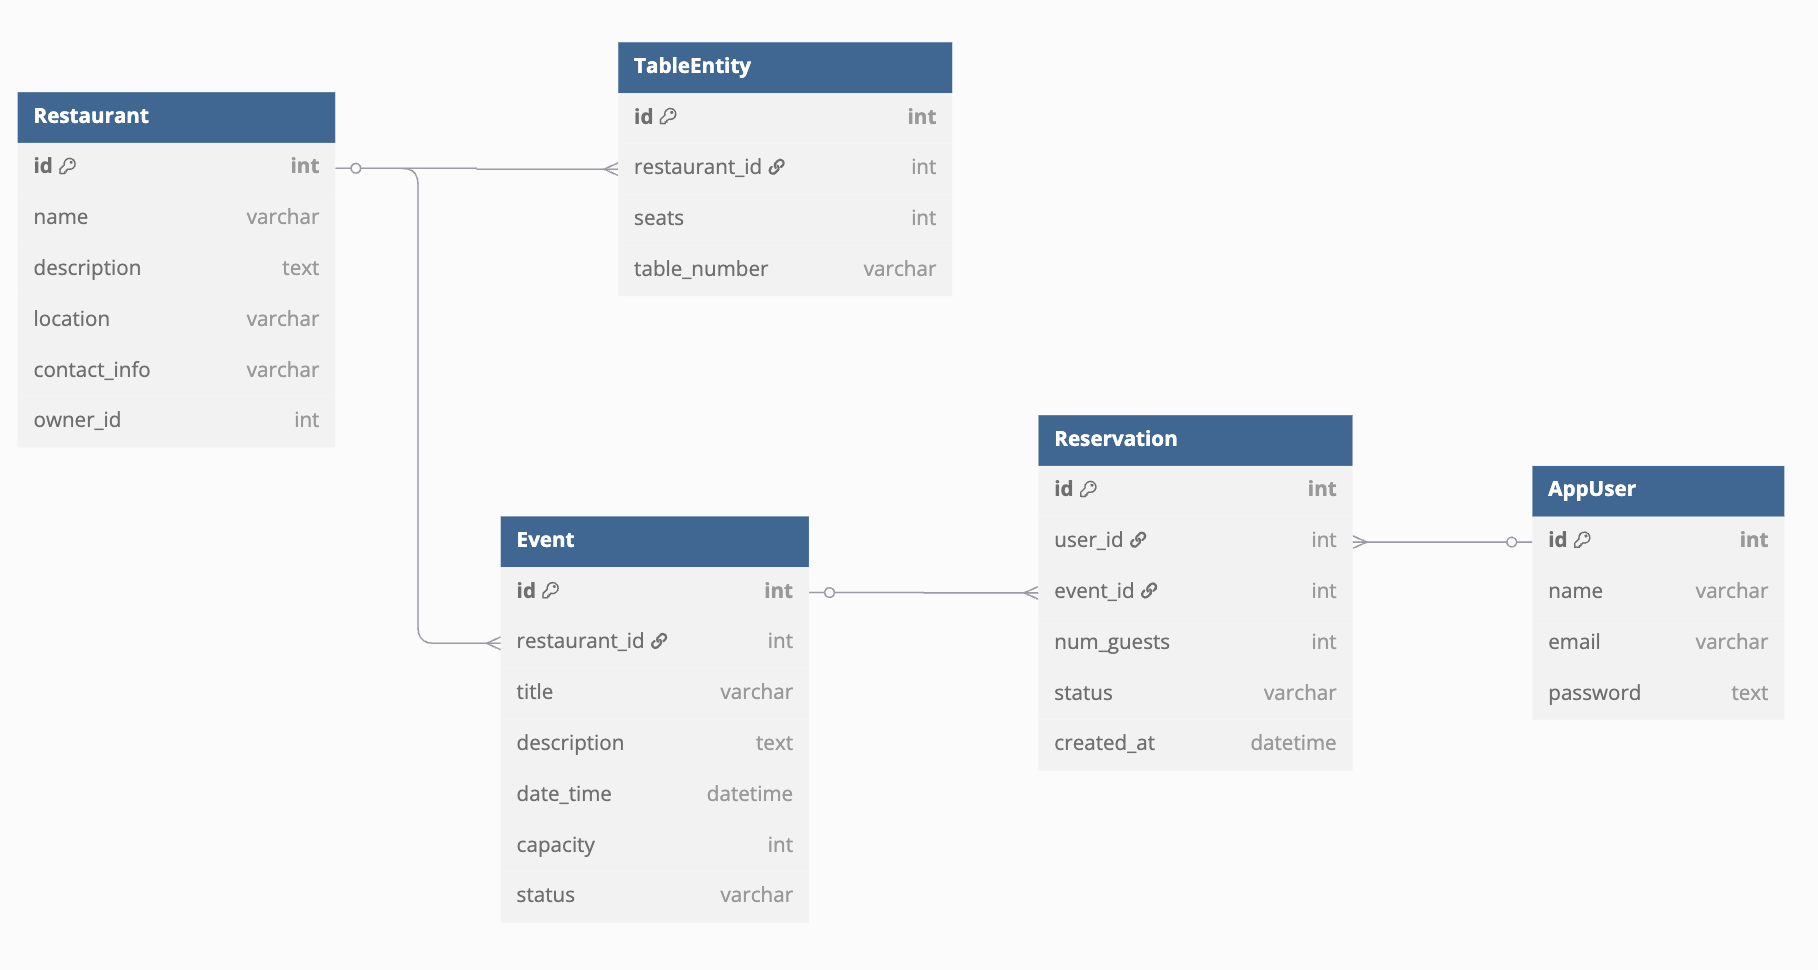 Restaurant
id int
name varchar
description text
location varchar
contact_info varchar
owner_id int
TableEntity
id int
restaurant_id int
seats int
table_number varchar
Event
id int
restaurant_id int
title varchar
description text
date_time datetime
capacity int
status varchar
Reservation
id int
user_id int
event_id int
num_guests int
status varchar
created_at datetime
AppUser
id int
name varchar
email varchar
password text